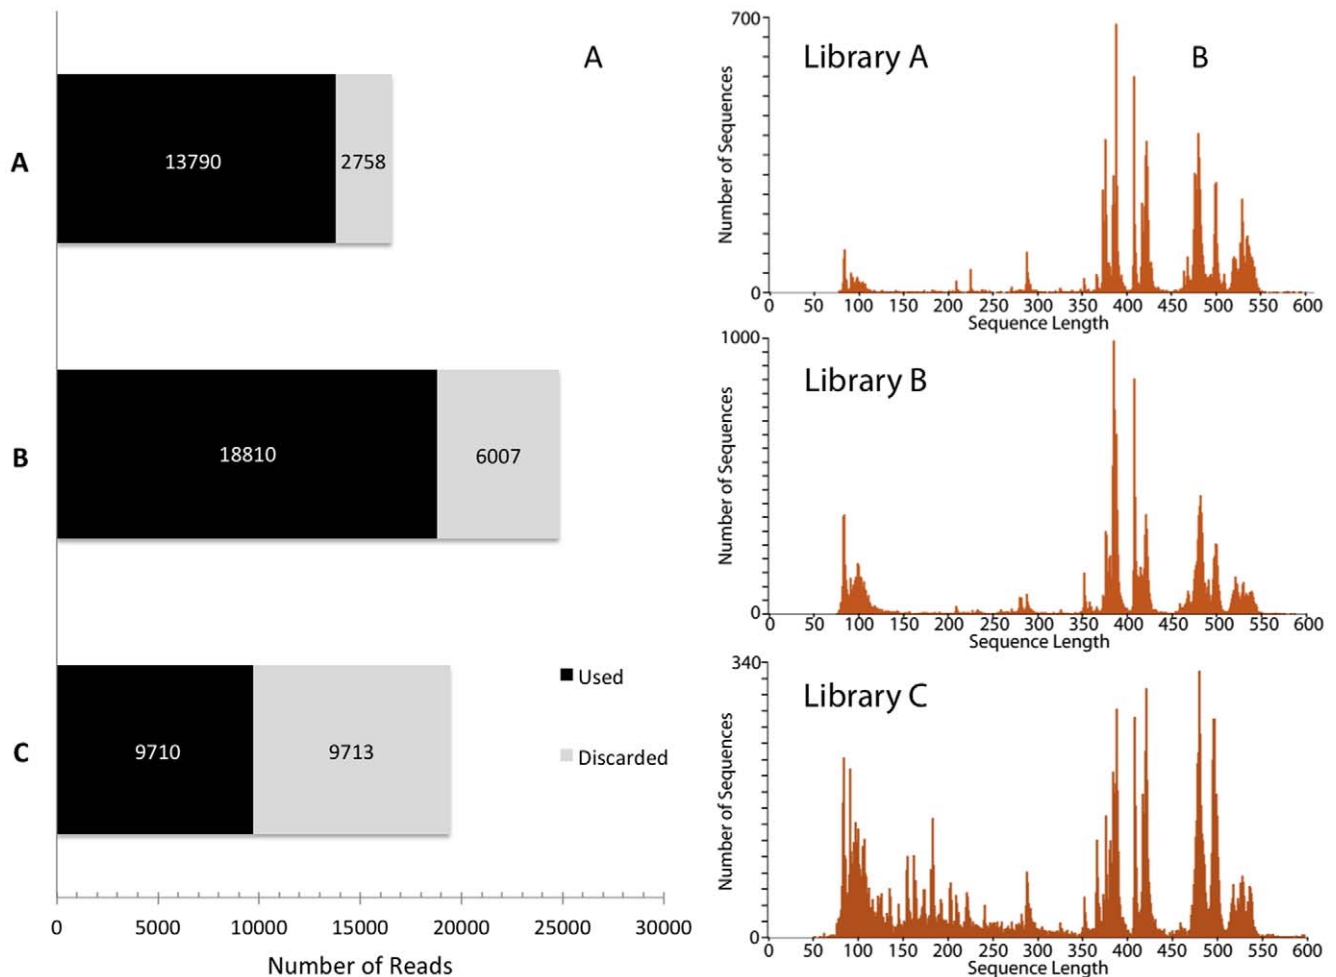 A
A
13790
2758
B
18810
6007
C
9710
9713
Used
Discarded
0 5000 10000 15000 20000 25000 30000
Number of Reads
B
Library A
Number of Sequences
700
0
0 50 100 150 200 250 300 350 400 450 500 550 600
Sequence Length
Library B
Number of Sequences
1000
0
0 50 100 150 200 250 300 350 400 450 500 550 600
Sequence Length
Library C
Number of Sequences
340
0
0 50 100 150 200 250 300 350 400 450 500 550 600
Sequence Length